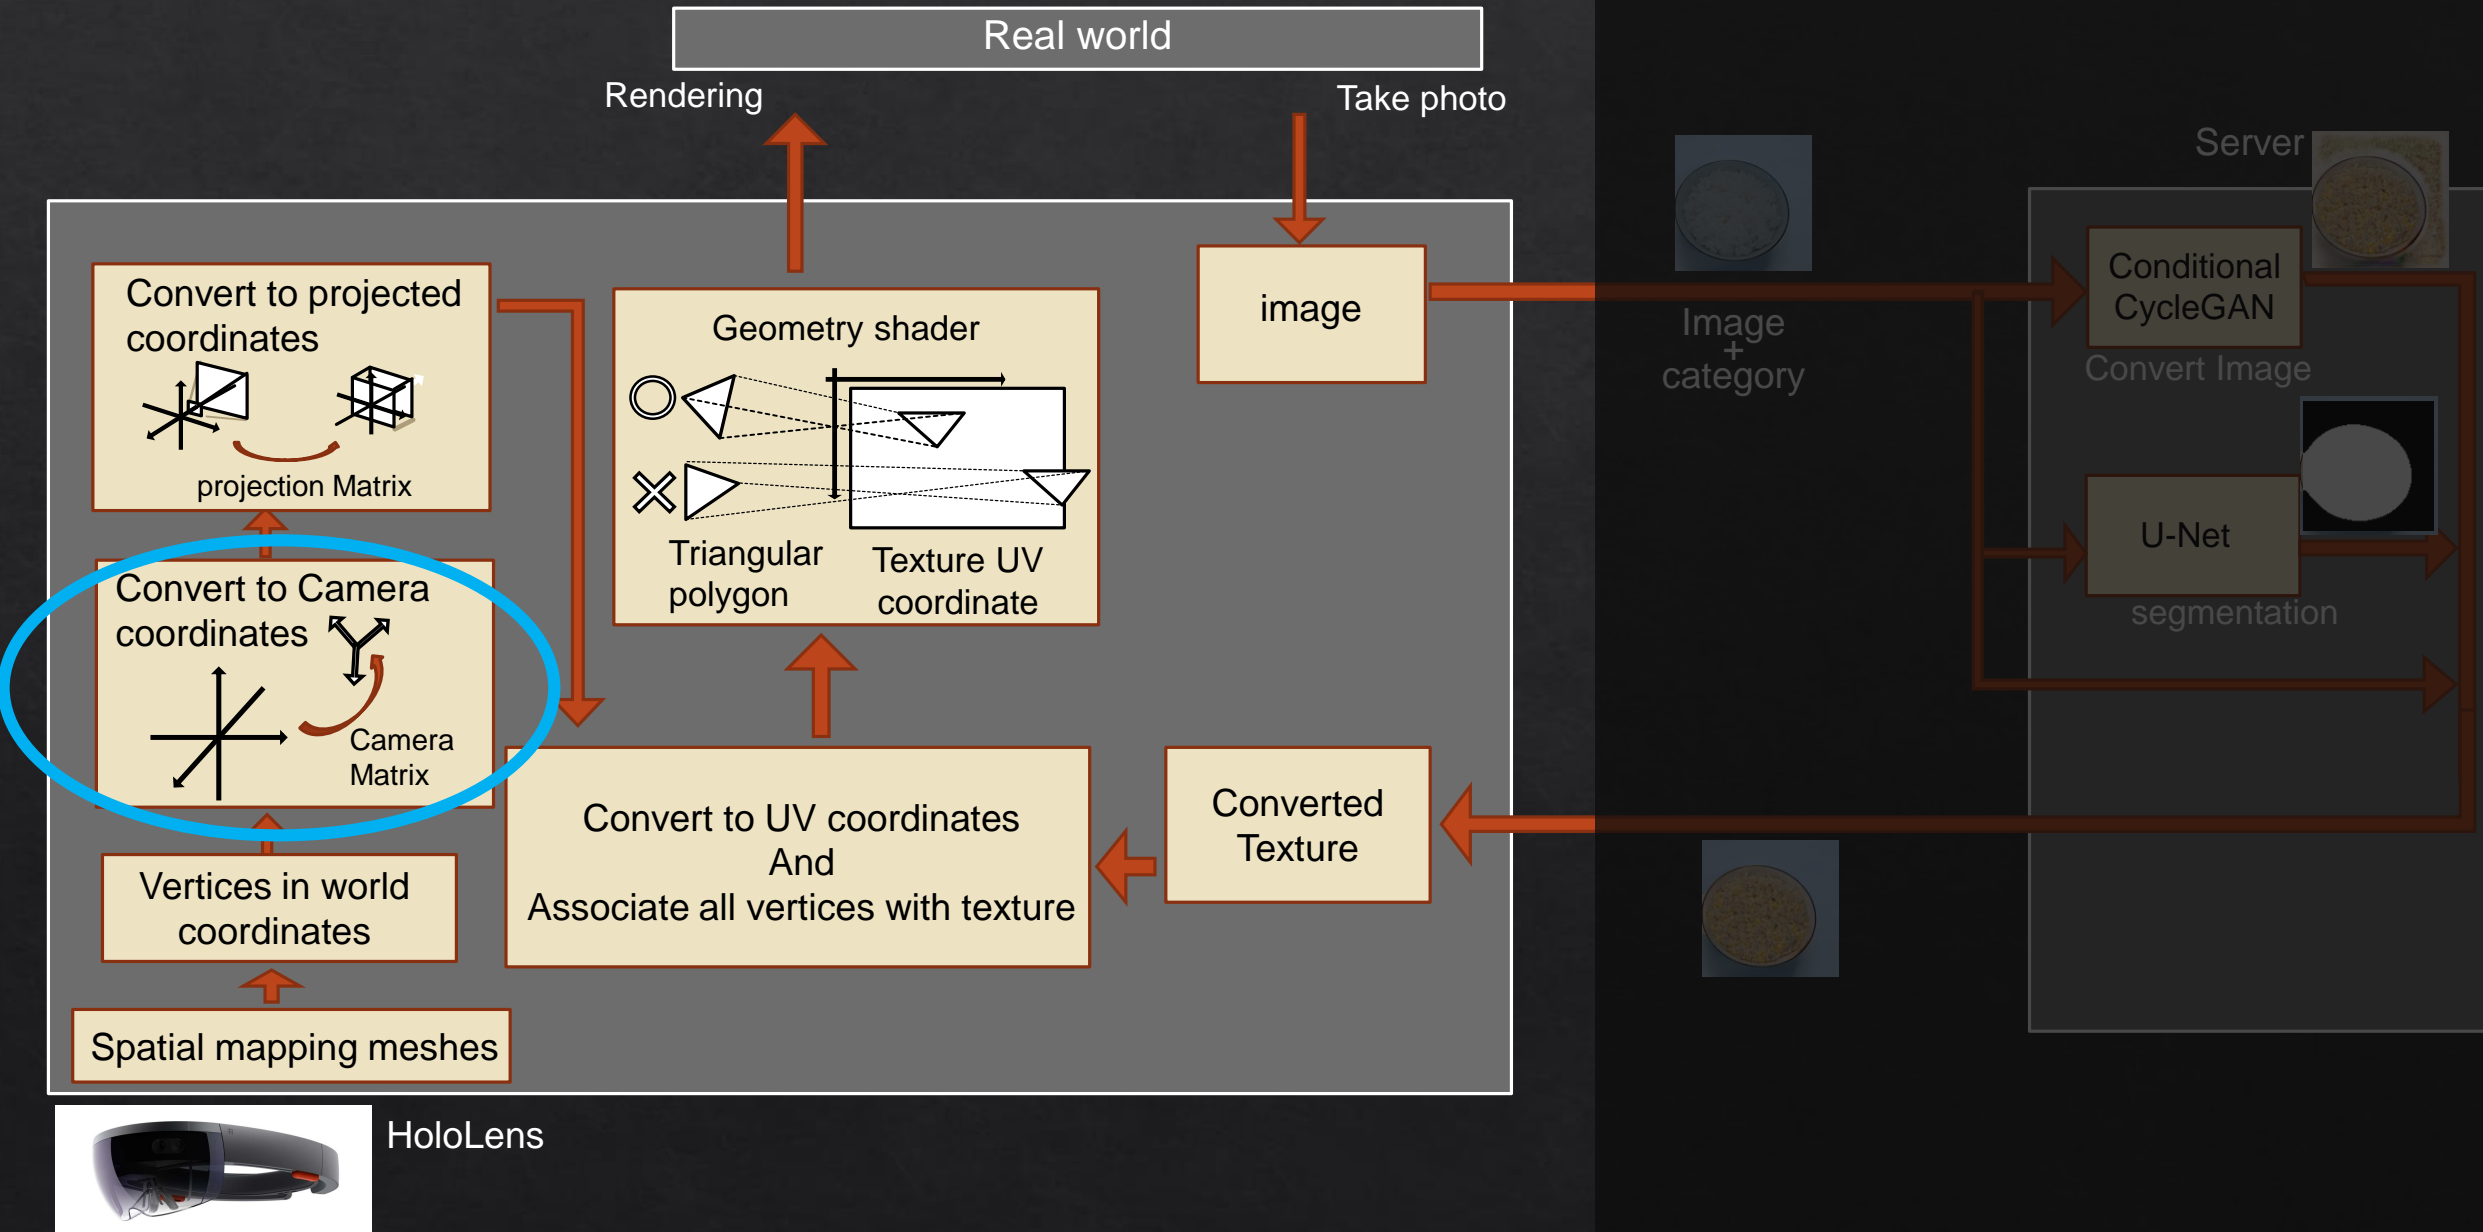 Real world
Rendering
Take photo
Convert to projected
coordinates
projection Matrix
Convert to Camera
coordinates
Camera
Matrix
Vertices in world
coordinates
Spatial mapping meshes
HoloLens
Geometry shader
Triangular
polygon
Texture UV
coordinate
Convert to UV coordinates
And
Associate all vertices with texture
image
Converted
Texture
Image
+
category
Server
Conditional
CycleGAN
Convert Image
U-Net
segmentation